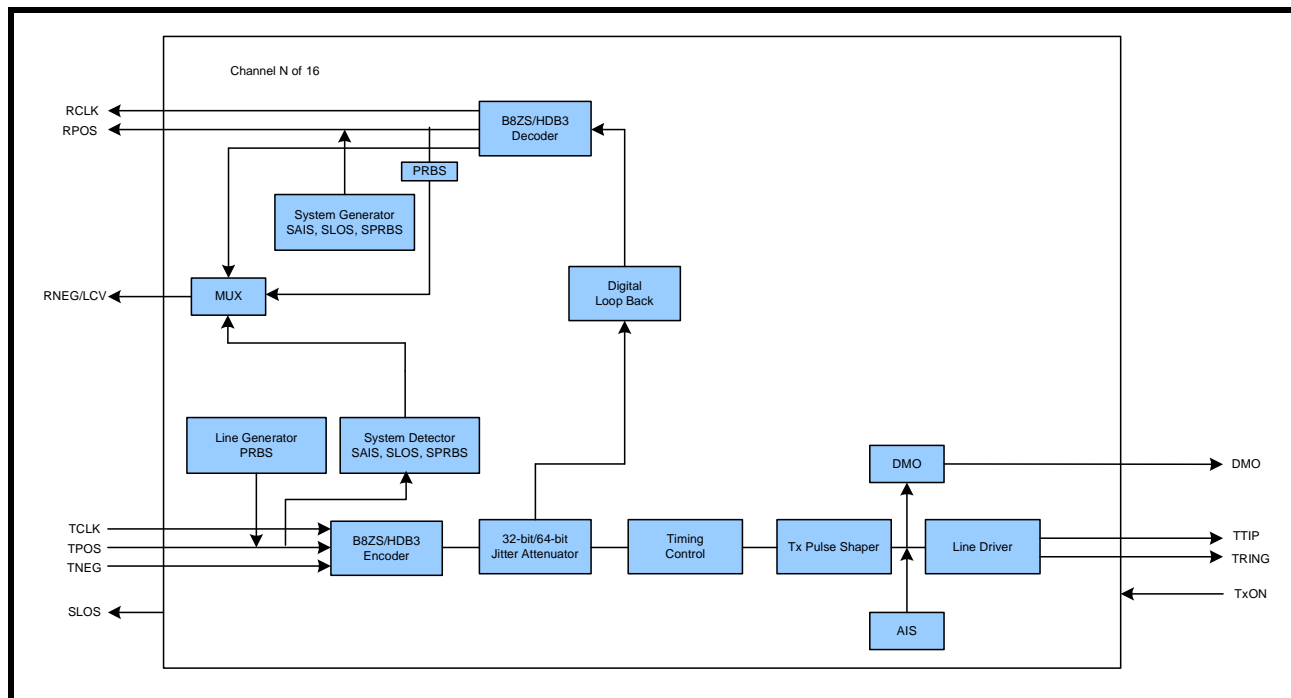 Channel N of 16
RCLK
RPOS
B8ZS/HDB3
Decoder
PRBS
System Generator
SAIS, SLOS, SPRBS
RNEG/LCV
MUX
Digital
Loop Back
Line Generator
PRBS
System Detector
SAIS, SLOS, SPRBS
DMO
DMO
TCLK
TPOS
TNEG
B8ZS/HDB3
Encoder
32-bit/64-bit
Jitter Attenuator
Timing
Control
Tx Pulse Shaper
Line Driver
TTIP
TRING
TxON
SLOS
AIS